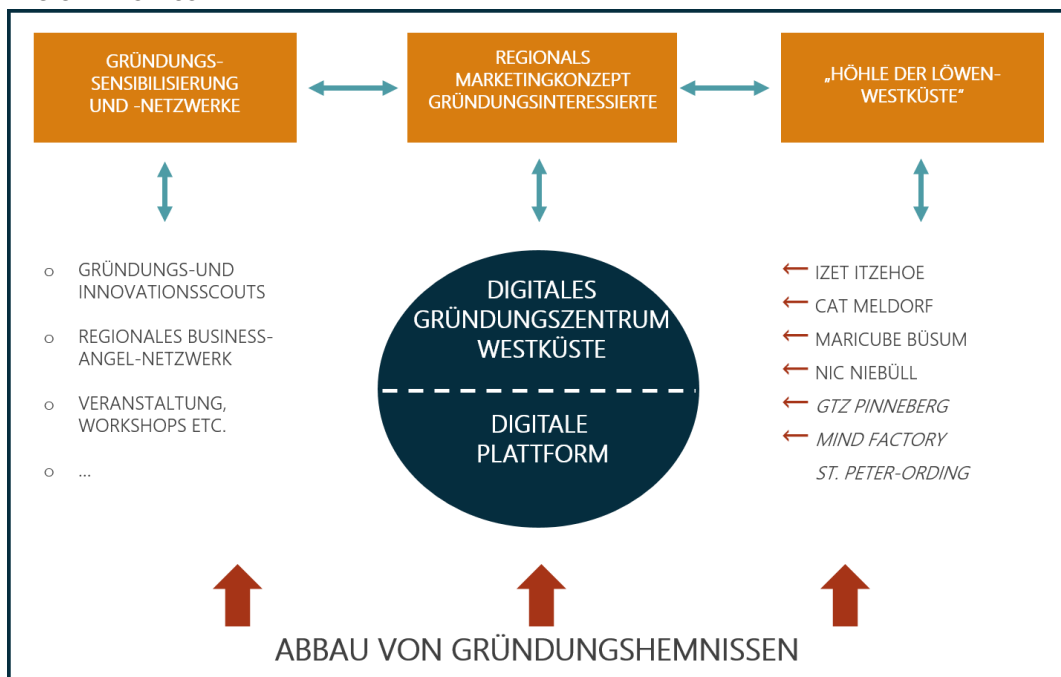 GRÜNDUNGS-
SENSIBILISIERUNG
UND -NETZWERKE
REGIONALS
MARKETINGKONZEPT
GRÜNDUNGSINTERESSIERTE
„HÖHLE DER LÖWEN-
WESTKÜSTE“
o GRÜNDUNGS-UND
INNOVATIONSSCOUTS
o REGIONALES BUSINESS-
ANGEL-NETZWERK
o VERANSTALTUNG,
WORKSHOPS ETC.
o ...
DIGITALES
GRÜNDUNGSZENTRUM
WESTKÜSTE
DIGITALE
PLATTFORM
← IZET ITZEHOE
← CAT MELDORF
← MARICUBE BÜSUM
← NIC NIEBÜLL
← GTZ PINNEBERG
← MIND FACTORY
ST. PETER-ORDING
ABBAU VON GRÜNDUNGSHEMNISSEN